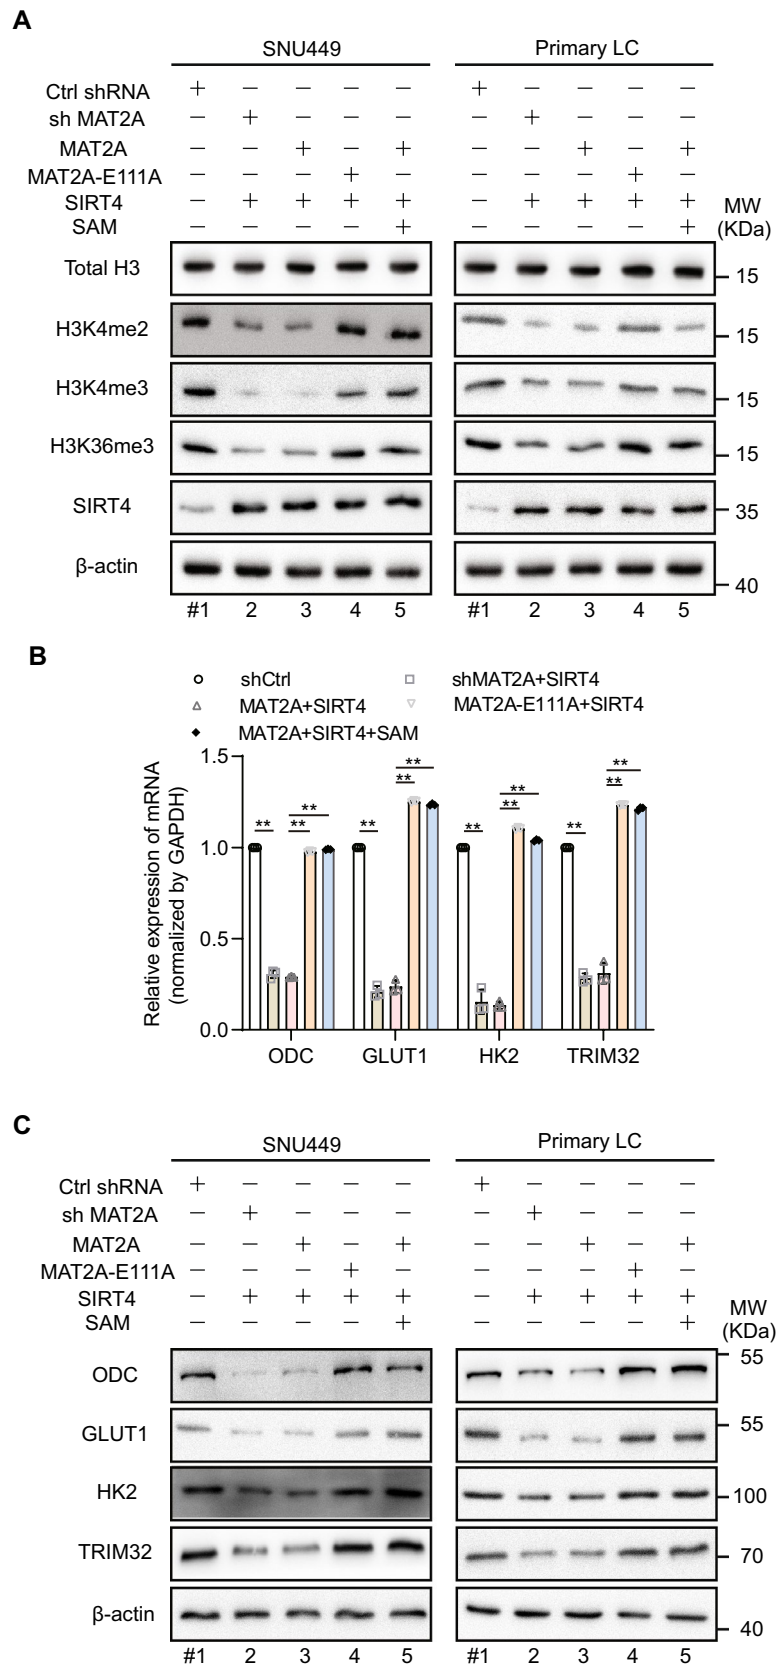 A
SNU449 Primary LC
Ctrl shRNA + − − − − + − − − −
sh MAT2A − + − − − − + − − −
MAT2A − − + − + − − + − +
MAT2A-E111A − − − + − − − − + −
SIRT4 − + + + + − + + + + MW
SAM − − − − + − − − − + (KDa)
Total H3 15
H3K4me2 15
H3K4me3 15
H3K36me3 15
SIRT4 35
β-actin 40
#1 2 3 4 5 #1 2 3 4 5
B
shCtrl shMAT2A+SIRT4
MAT2A+SIRT4 MAT2A-E111A+SIRT4
MAT2A+SIRT4+SAM
Relative expression of mRNA
(normalized by GAPDH)
1.5
1.0
0.5
0.0
** ** ** ** ** ** ** ** ** ** ** **
ODC GLUT1 HK2 TRIM32
C
SNU449 Primary LC
Ctrl shRNA + − − − − + − − − −
sh MAT2A − + − − − − + − − −
MAT2A − − + − + − − + − +
MAT2A-E111A − − − + − − − − + −
SIRT4 − + + + + − + + + + MW
SAM − − − − + − − − − + (KDa)
ODC 55
GLUT1 55
HK2 100
TRIM32 70
β-actin 40
#1 2 3 4 5 #1 2 3 4 5